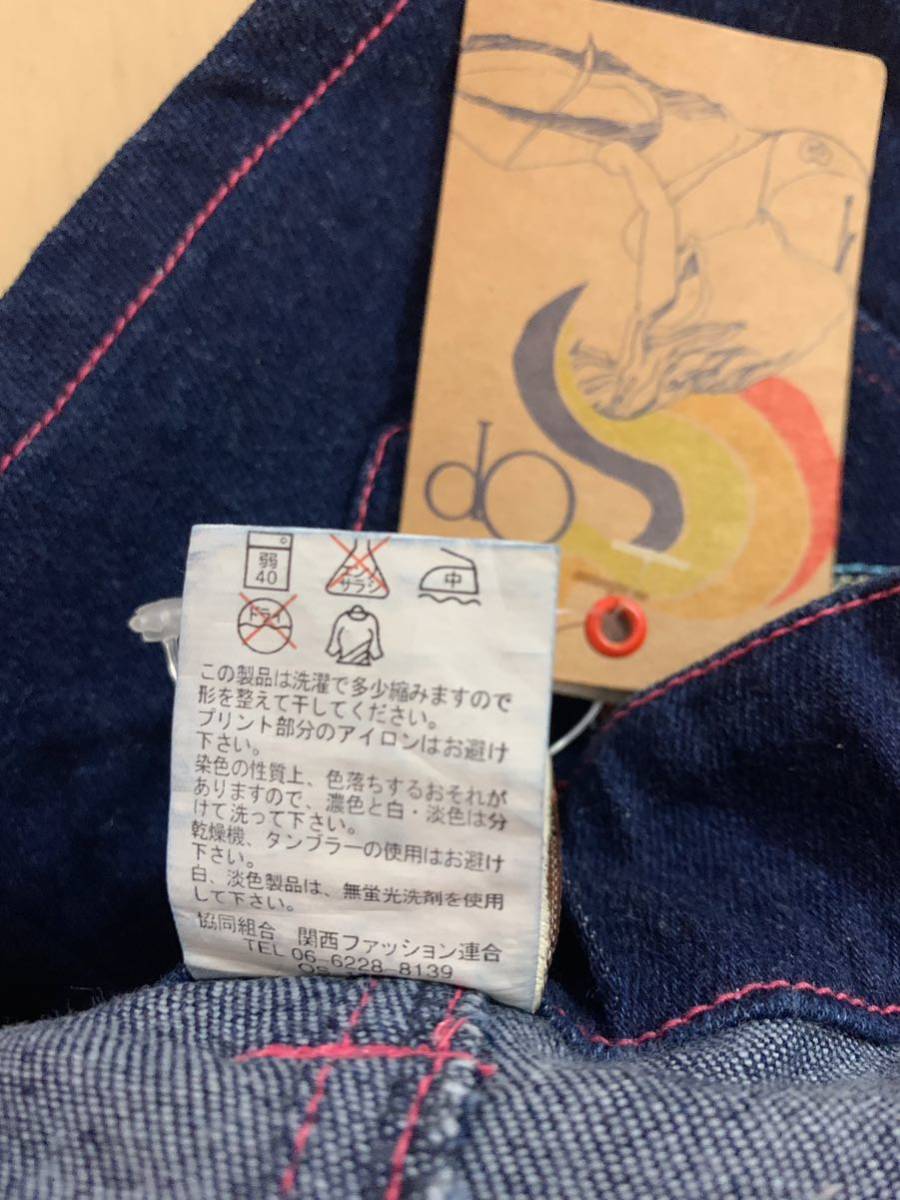 doS
弱
40
エンソ
サラシ
中
ドライ
この製品は洗濯で多少縮みますので
形を整えて干してください。
プリント部分のアイロンはお避け
下さい。
染色の性質上、色落ちするおそれが
ありますので、濃色と白・淡色は分
けて洗って下さい。
乾燥機、タンブラーの使用はお避け
下さい。
白、淡色製品は、無蛍光洗剤を使用
して下さい。
協同組合 関西ファッション連合
TEL 06-6228-8139